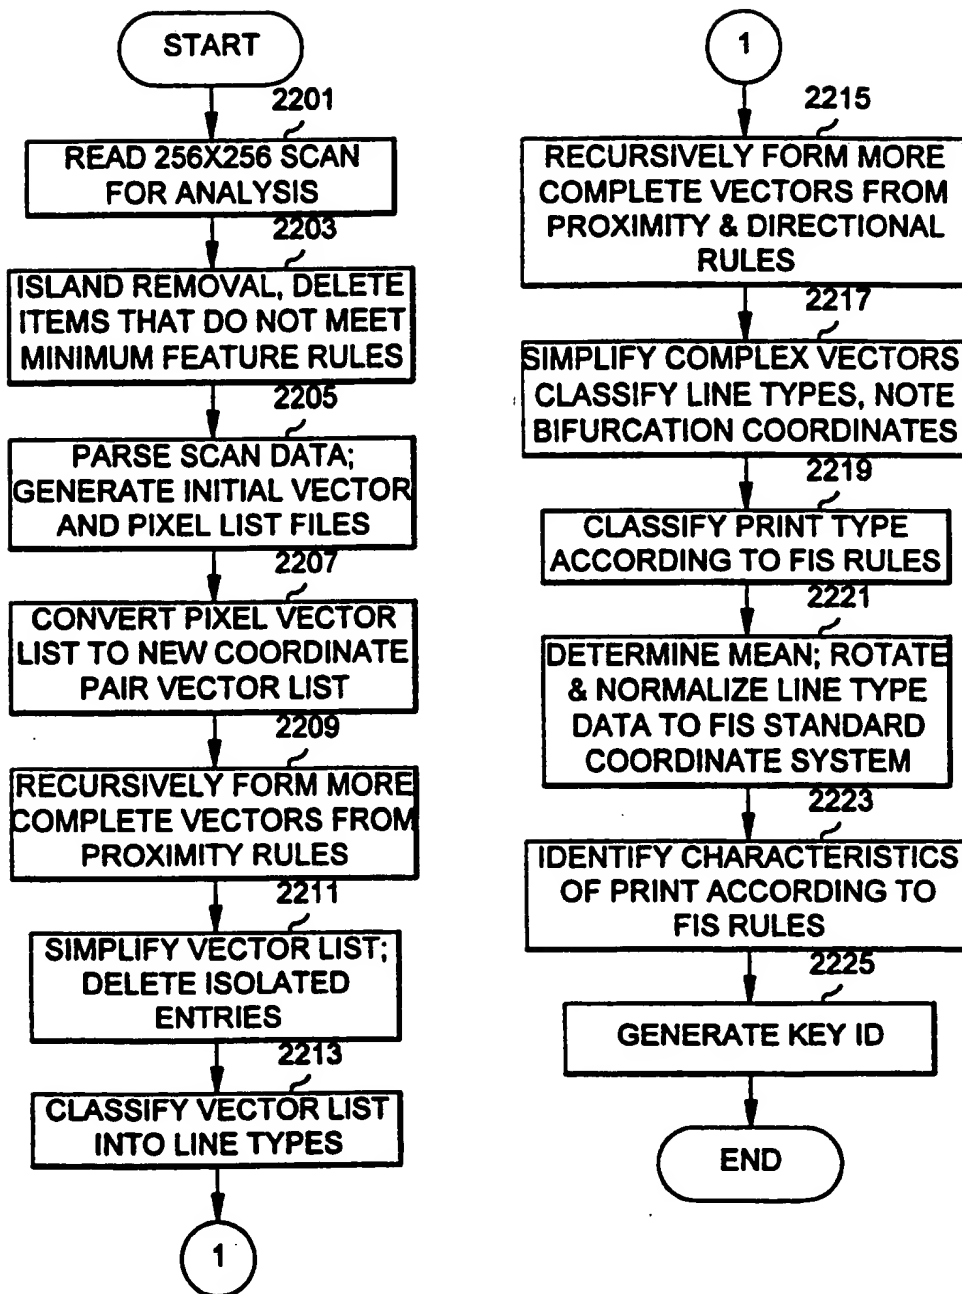 START
2201
READ 256X256 SCAN
FOR ANALYSIS
2203
ISLAND REMOVAL, DELETE
ITEMS THAT DO NOT MEET
MINIMUM FEATURE RULES
2205
PARSE SCAN DATA;
GENERATE INITIAL VECTOR
AND PIXEL LIST FILES
2207
CONVERT PIXEL VECTOR
LIST TO NEW COORDINATE
PAIR VECTOR LIST
2209
RECURSIVELY FORM MORE
COMPLETE VECTORS FROM
PROXIMITY RULES
2211
SIMPLIFY VECTOR LIST;
DELETE ISOLATED
ENTRIES
2213
CLASSIFY VECTOR LIST
INTO LINE TYPES
1
1
2215
RECURSIVELY FORM MORE
COMPLETE VECTORS FROM
PROXIMITY & DIRECTIONAL
RULES
2217
SIMPLIFY COMPLEX VECTORS
CLASSIFY LINE TYPES, NOTE
BIFURCATION COORDINATES
2219
CLASSIFY PRINT TYPE
ACCORDING TO FIS RULES
2221
DETERMINE MEAN; ROTATE
& NORMALIZE LINE TYPE
DATA TO FIS STANDARD
COORDINATE SYSTEM
2223
IDENTIFY CHARACTERISTICS
OF PRINT ACCORDING TO
FIS RULES
2225
GENERATE KEY ID
END